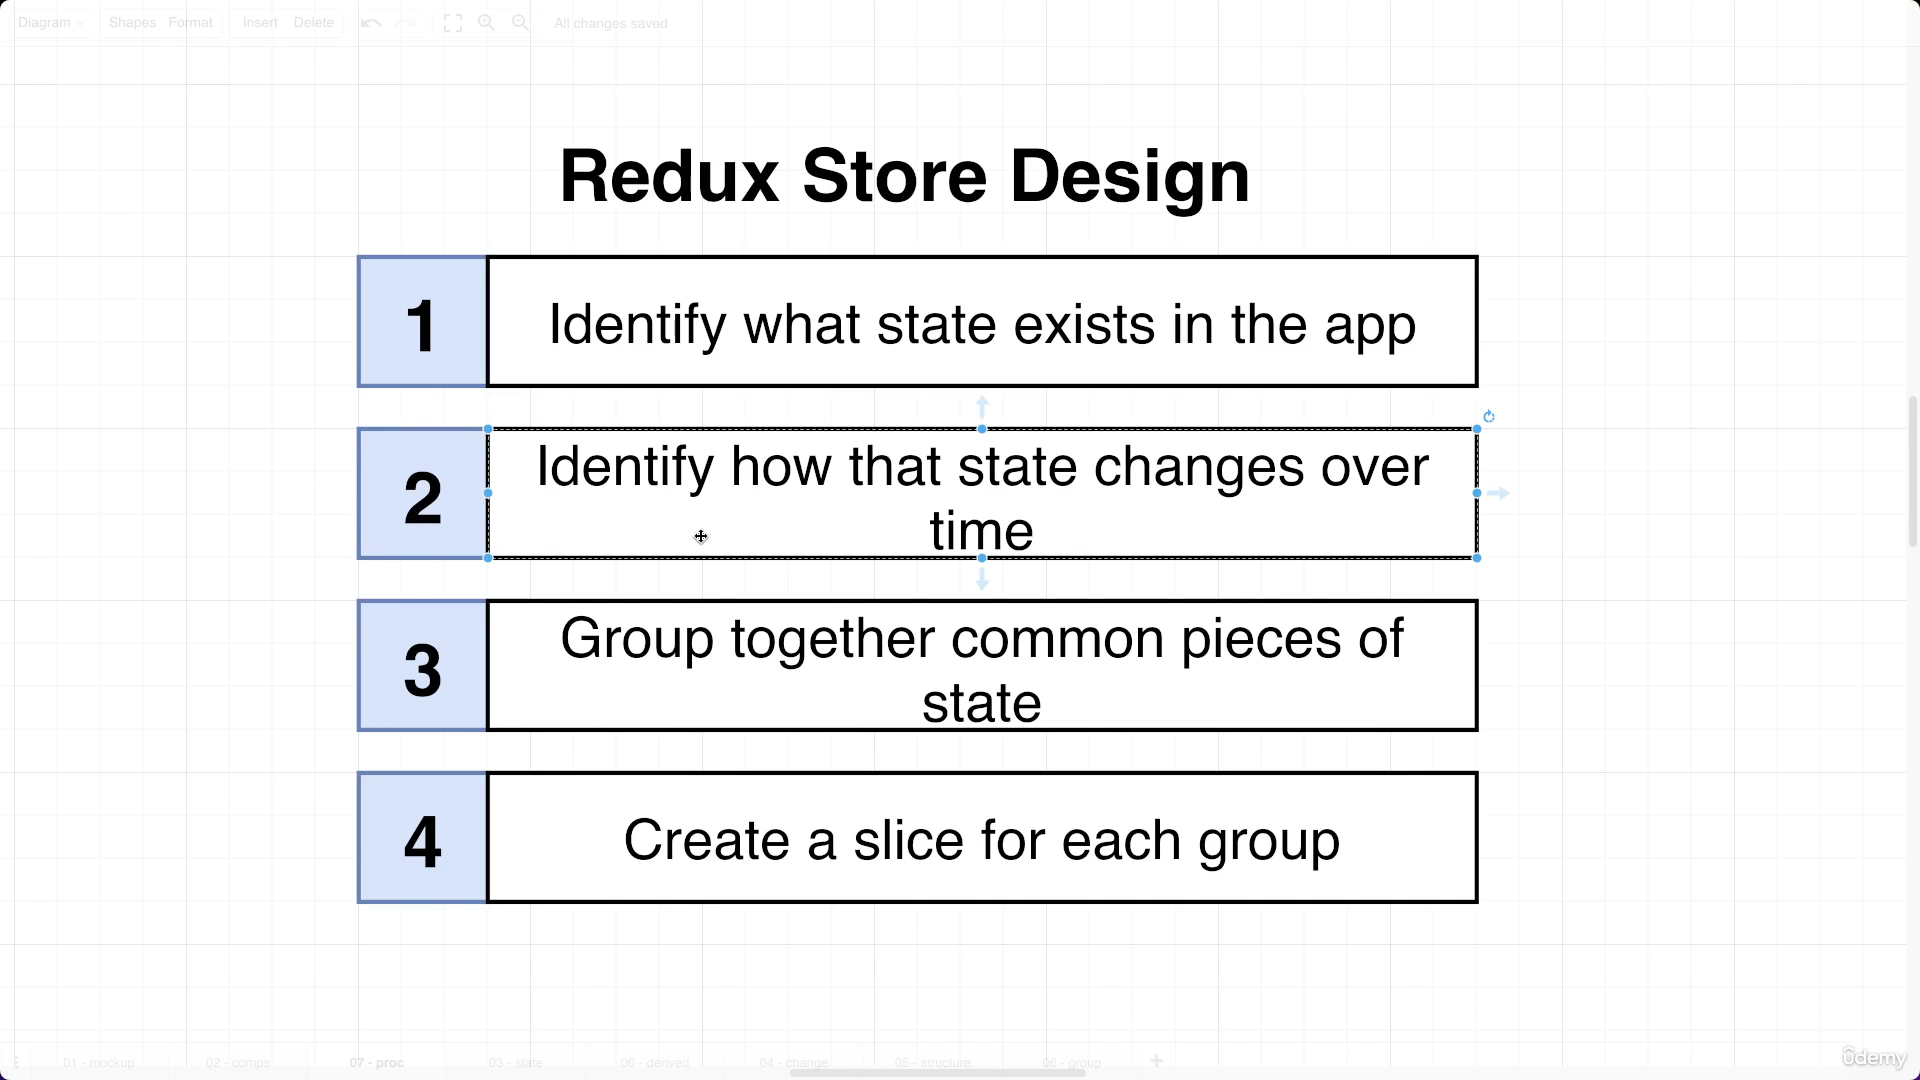 Diagram Shapes Format Insert Delete All changes saved
Redux Store Design
1 Identify what state exists in the app
2 Identify how that state changes over
time
3 Group together common pieces of
state
4 Create a slice for each group
01 - mockup 02 - comps 07 - proc 03 - state 06 - derived 04 - change 05 - structure 06 - group
ûdemy